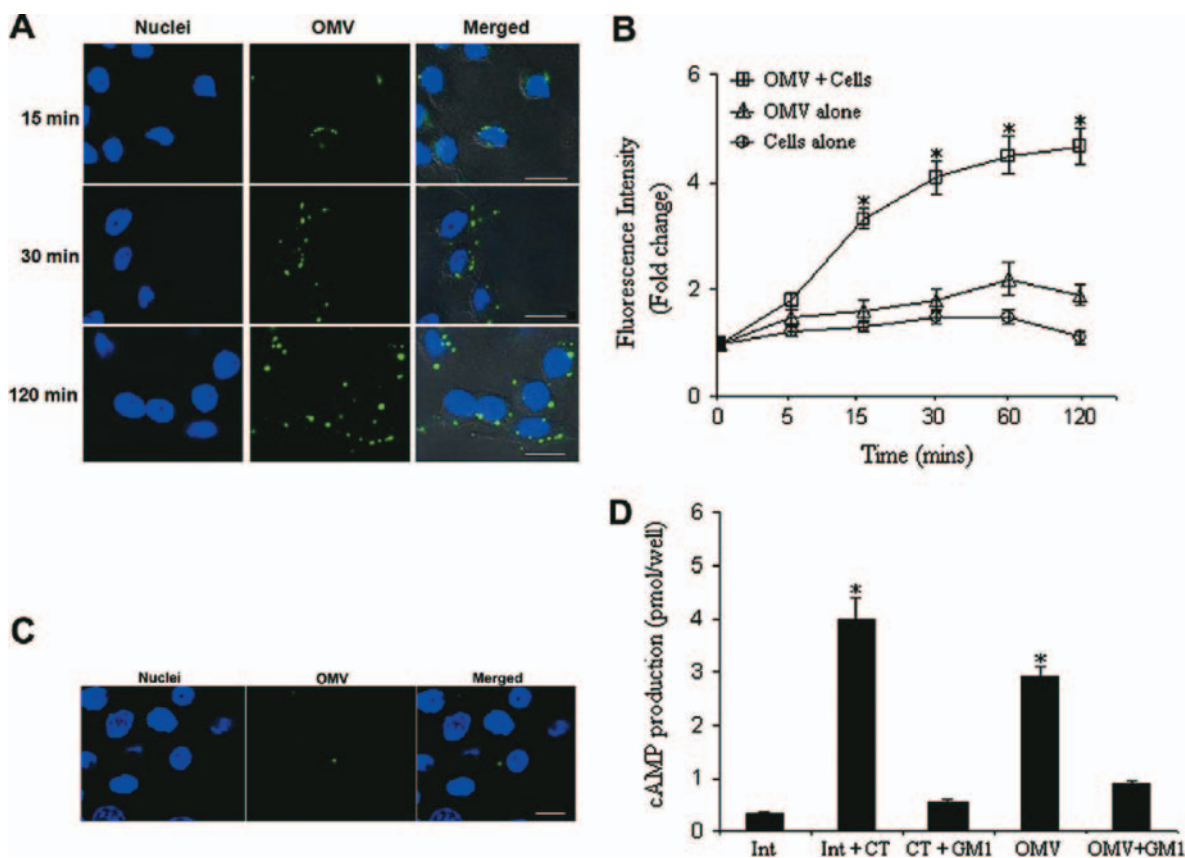 A
Nuclei OMV Merged
15 min
30 min
120 min
B
Fluorescence Intensity
(Fold change)
6
4
2
0
OMV + Cells
OMV alone
Cells alone
* * * *
0 5 15 30 60 120
Time (mins)
C
Nuclei OMV Merged
D
cAMP production (pmol/well)
6
5
4
3
2
1
0
* *
Int Int + CT CT + GM1 OMV OMV+GM1